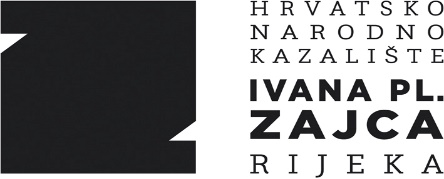 HRVATSKO
NARODNO
KAZALIŠTE
IVANA PL.
ZAJCA
RIJEKA